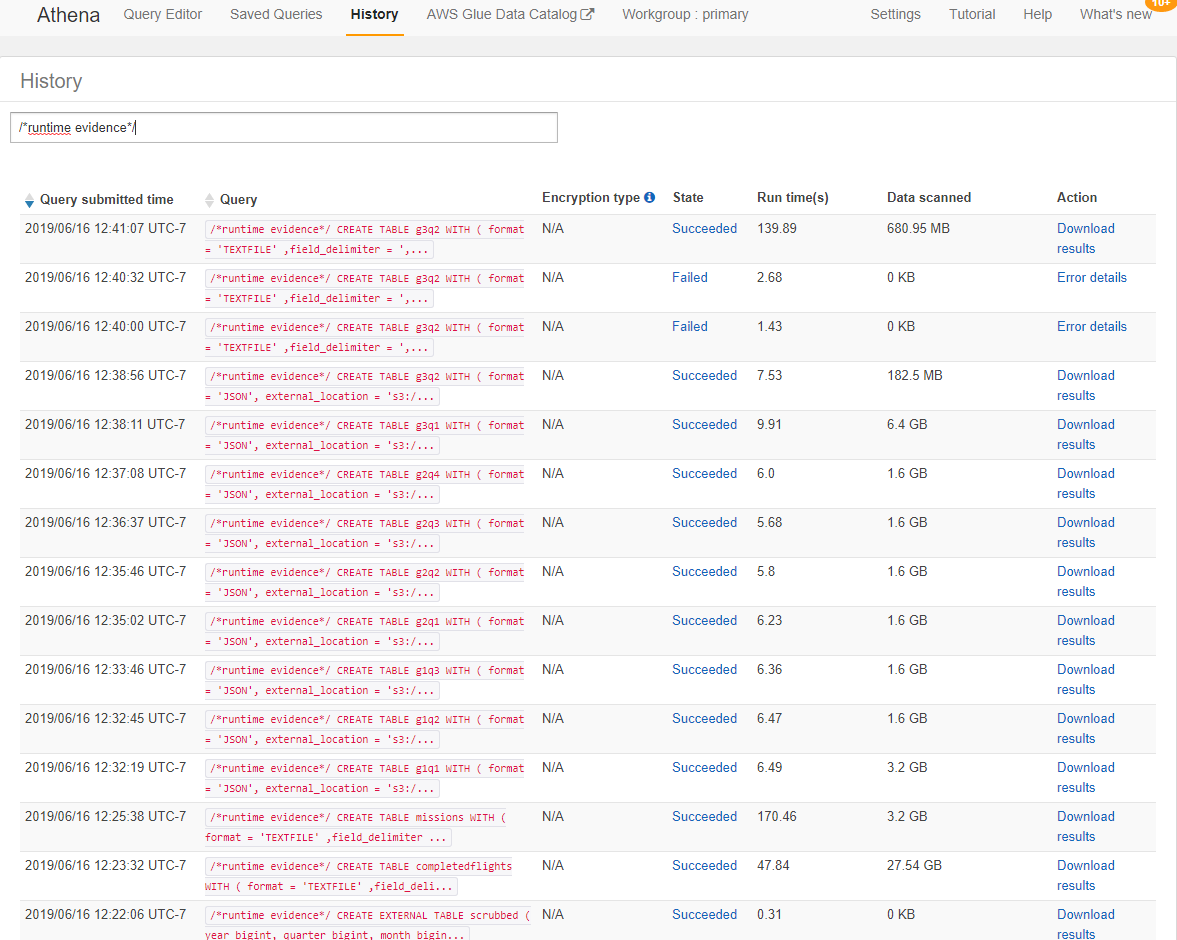 Athena Query Editor Saved Queries History AWS Glue Data Catalog Workgroup : primary Settings Tutorial Help What's new 10+
History
/*runtime evidence*/
Query submitted time Query Encryption type State Run time(s) Data scanned Action
2019/06/16 12:41:07 UTC-7 /*runtime evidence*/ CREATE TABLE g3q2 WITH ( format N/A Succeeded 139.89 680.95 MB Download
= 'TEXTFILE' ,field_delimiter = ',... results
2019/06/16 12:40:32 UTC-7 /*runtime evidence*/ CREATE TABLE g3q2 WITH ( format N/A Failed 2.68 0 KB Error details
= 'TEXTFILE' ,field_delimiter = ',...
2019/06/16 12:40:00 UTC-7 /*runtime evidence*/ CREATE TABLE g3q2 WITH ( format N/A Failed 1.43 0 KB Error details
= 'TEXTFILE' ,field_delimiter = ',...
2019/06/16 12:38:56 UTC-7 /*runtime evidence*/ CREATE TABLE g3q2 WITH ( format N/A Succeeded 7.53 182.5 MB Download
= 'JSON', external_location = 's3:/... results
2019/06/16 12:38:11 UTC-7 /*runtime evidence*/ CREATE TABLE g3q1 WITH ( format N/A Succeeded 9.91 6.4 GB Download
= 'JSON', external_location = 's3:/... results
2019/06/16 12:37:08 UTC-7 /*runtime evidence*/ CREATE TABLE g2q4 WITH ( format N/A Succeeded 6.0 1.6 GB Download
= 'JSON', external_location = 's3:/... results
2019/06/16 12:36:37 UTC-7 /*runtime evidence*/ CREATE TABLE g2q3 WITH ( format N/A Succeeded 5.68 1.6 GB Download
= 'JSON', external_location = 's3:/... results
2019/06/16 12:35:46 UTC-7 /*runtime evidence*/ CREATE TABLE g2q2 WITH ( format N/A Succeeded 5.8 1.6 GB Download
= 'JSON', external_location = 's3:/... results
2019/06/16 12:35:02 UTC-7 /*runtime evidence*/ CREATE TABLE g2q1 WITH ( format N/A Succeeded 6.23 1.6 GB Download
= 'JSON', external_location = 's3:/... results
2019/06/16 12:33:46 UTC-7 /*runtime evidence*/ CREATE TABLE g1q3 WITH ( format N/A Succeeded 6.36 1.6 GB Download
= 'JSON', external_location = 's3:/... results
2019/06/16 12:32:45 UTC-7 /*runtime evidence*/ CREATE TABLE g1q2 WITH ( format N/A Succeeded 6.47 1.6 GB Download
= 'JSON', external_location = 's3:/... results
2019/06/16 12:32:19 UTC-7 /*runtime evidence*/ CREATE TABLE g1q1 WITH ( format N/A Succeeded 6.49 3.2 GB Download
= 'JSON', external_location = 's3:/... results
2019/06/16 12:25:38 UTC-7 /*runtime evidence*/ CREATE TABLE missions WITH ( N/A Succeeded 170.46 3.2 GB Download
format = 'TEXTFILE' ,field_delimiter ... results
2019/06/16 12:23:32 UTC-7 /*runtime evidence*/ CREATE TABLE completedflights N/A Succeeded 47.84 27.54 GB Download
WITH ( format = 'TEXTFILE' ,field_deli... results
2019/06/16 12:22:06 UTC-7 /*runtime evidence*/ CREATE EXTERNAL TABLE scrubbed ( N/A Succeeded 0.31 0 KB Download
year bigint, quarter bigint, month bigin... results